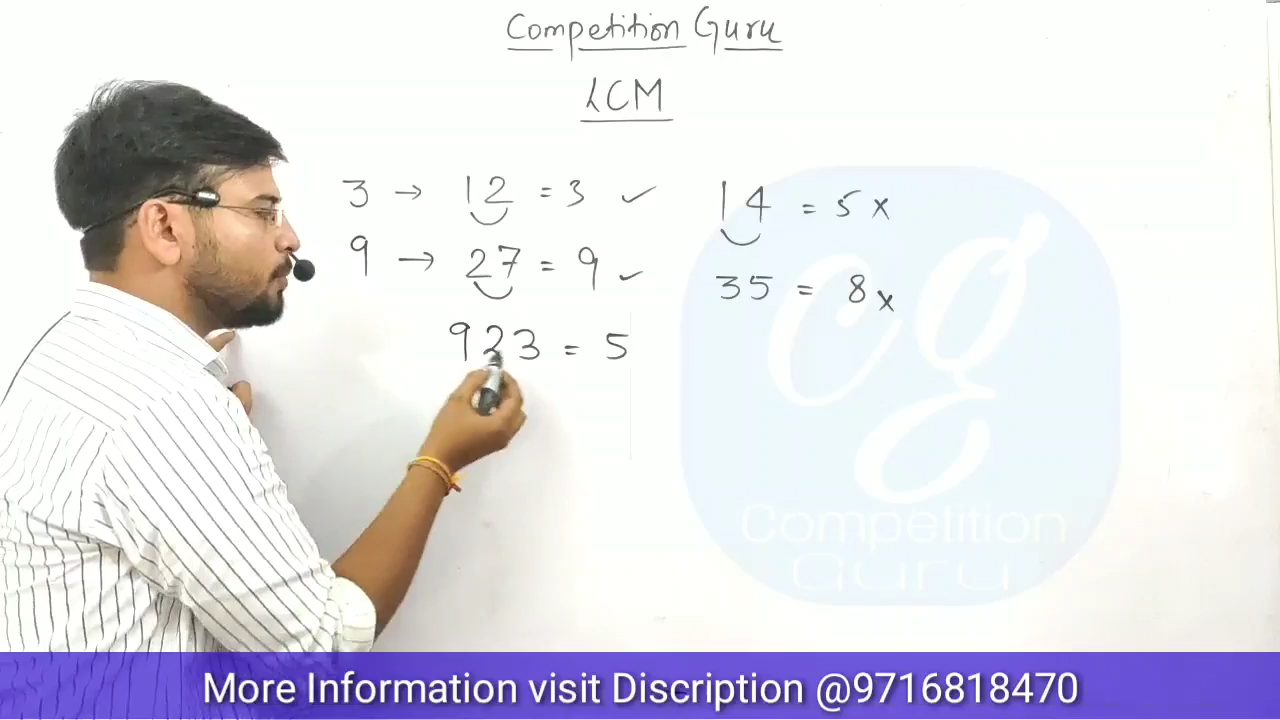 Competition Guru
LCM
3 → 12 = 3 ✓
9 → 27 = 9 ✓
923 = 5
14 = 5 x
35 = 8 x
cg
Competition
Guru
More Information visit Discription @9716818470